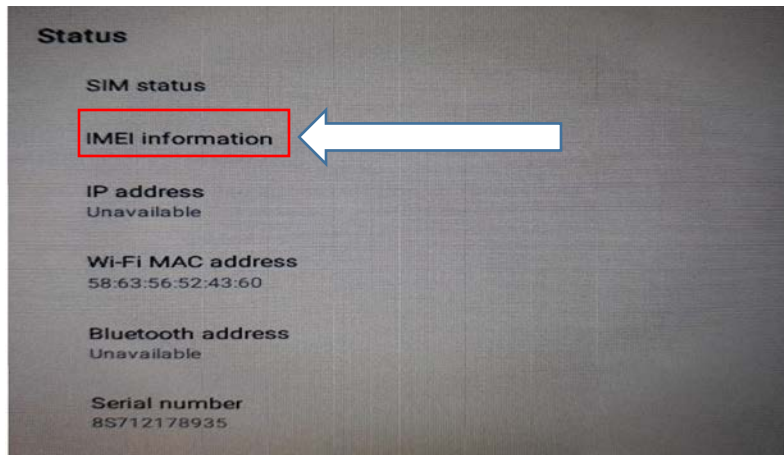 Status
SIM status
IMEI information
IP address
Unavailable
Wi-Fi MAC address
58:63:56:52:43:60
Bluetooth address
Unavailable
Serial number
8S712178935